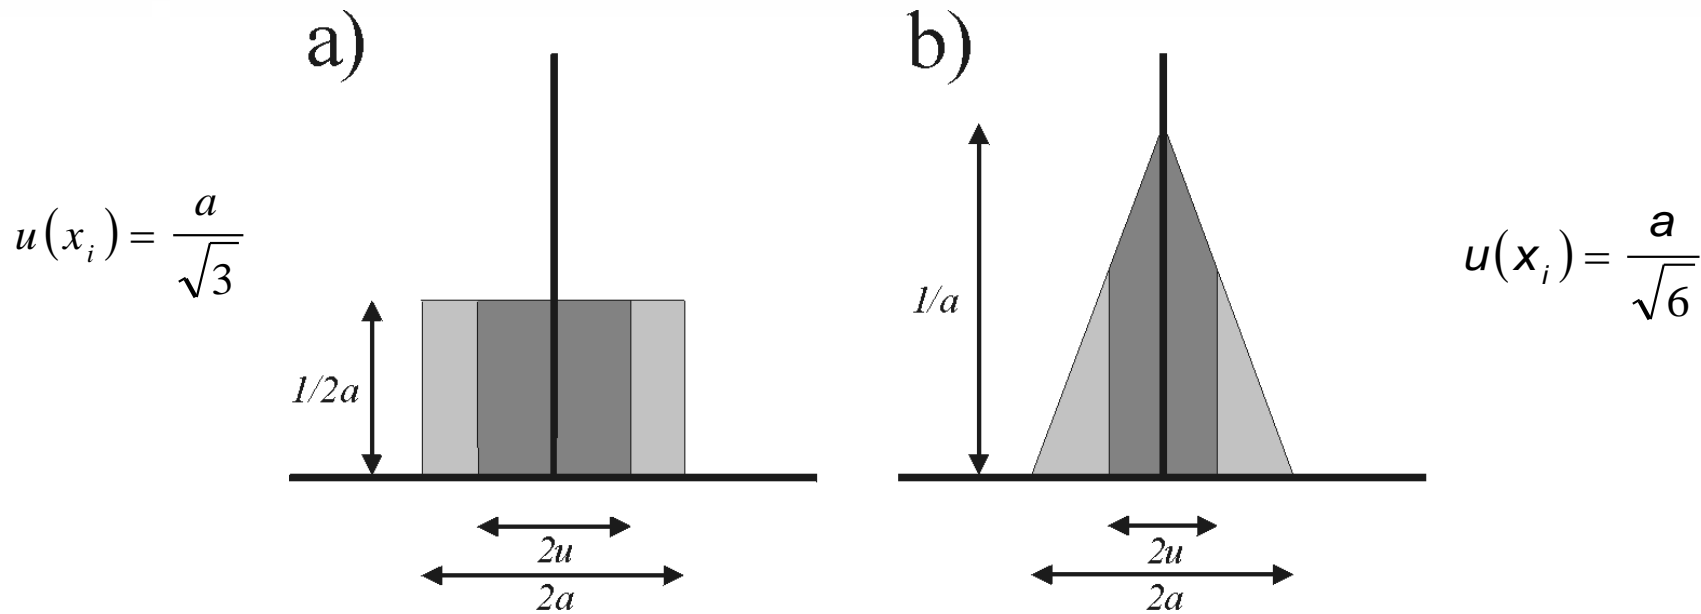 a)
b)
u(x_i) = a/√3
1/2a
2u
2a
1/a
u(x_i) = a/√6
2u
2a